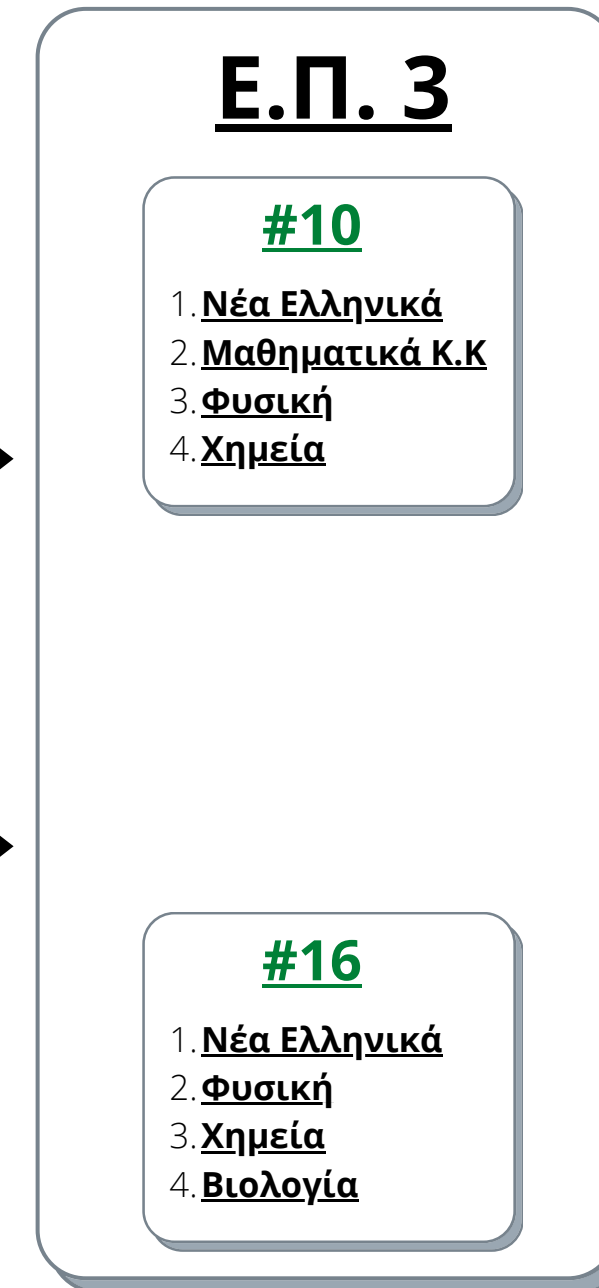 Ε.Π. 3
#10
1. Νέα Ελληνικά
2. Μαθηματικά Κ.Κ
3. Φυσική
4. Χημεία
#16
1. Νέα Ελληνικά
2. Φυσική
3. Χημεία
4. Βιολογία